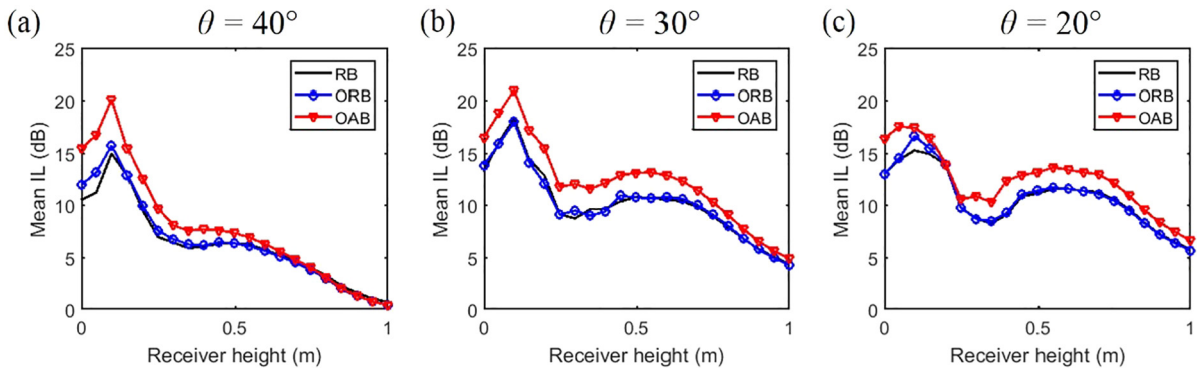 (a) θ = 40°
25
20
15
10
5
0
Mean IL (dB)
RB
ORB
OAB
0 0.5 1
Receiver height (m)
(b) θ = 30°
25
20
15
10
5
0
Mean IL (dB)
RB
ORB
OAB
0 0.5 1
Receiver height (m)
(c) θ = 20°
25
20
15
10
5
0
Mean IL (dB)
RB
ORB
OAB
0 0.5 1
Receiver height (m)